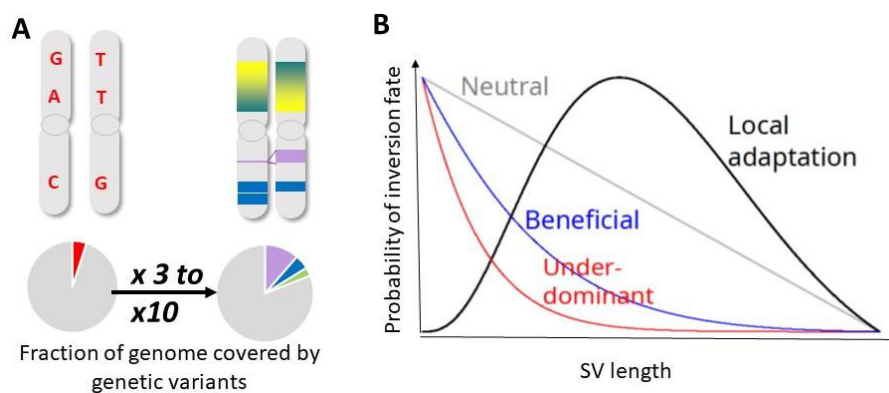 A
G T
A T
C G
x 3 to
x10
Fraction of genome covered by
genetic variants
B
Probability of inversion fate
Neutral
Local
adaptation
Beneficial
Under-
dominant
SV length